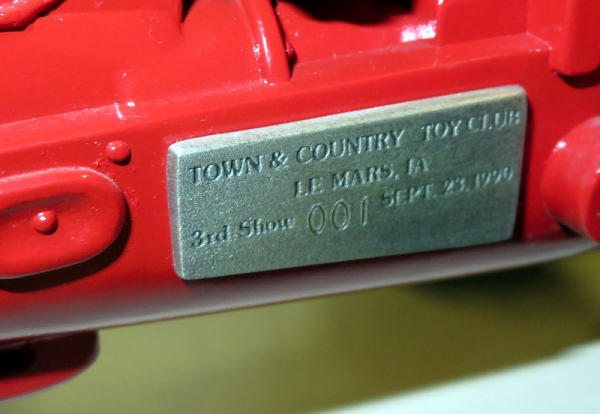 TOWN & COUNTRY TOY CLUB
LE MARS, IA
3rd Show 001 SEPT. 23, 1990